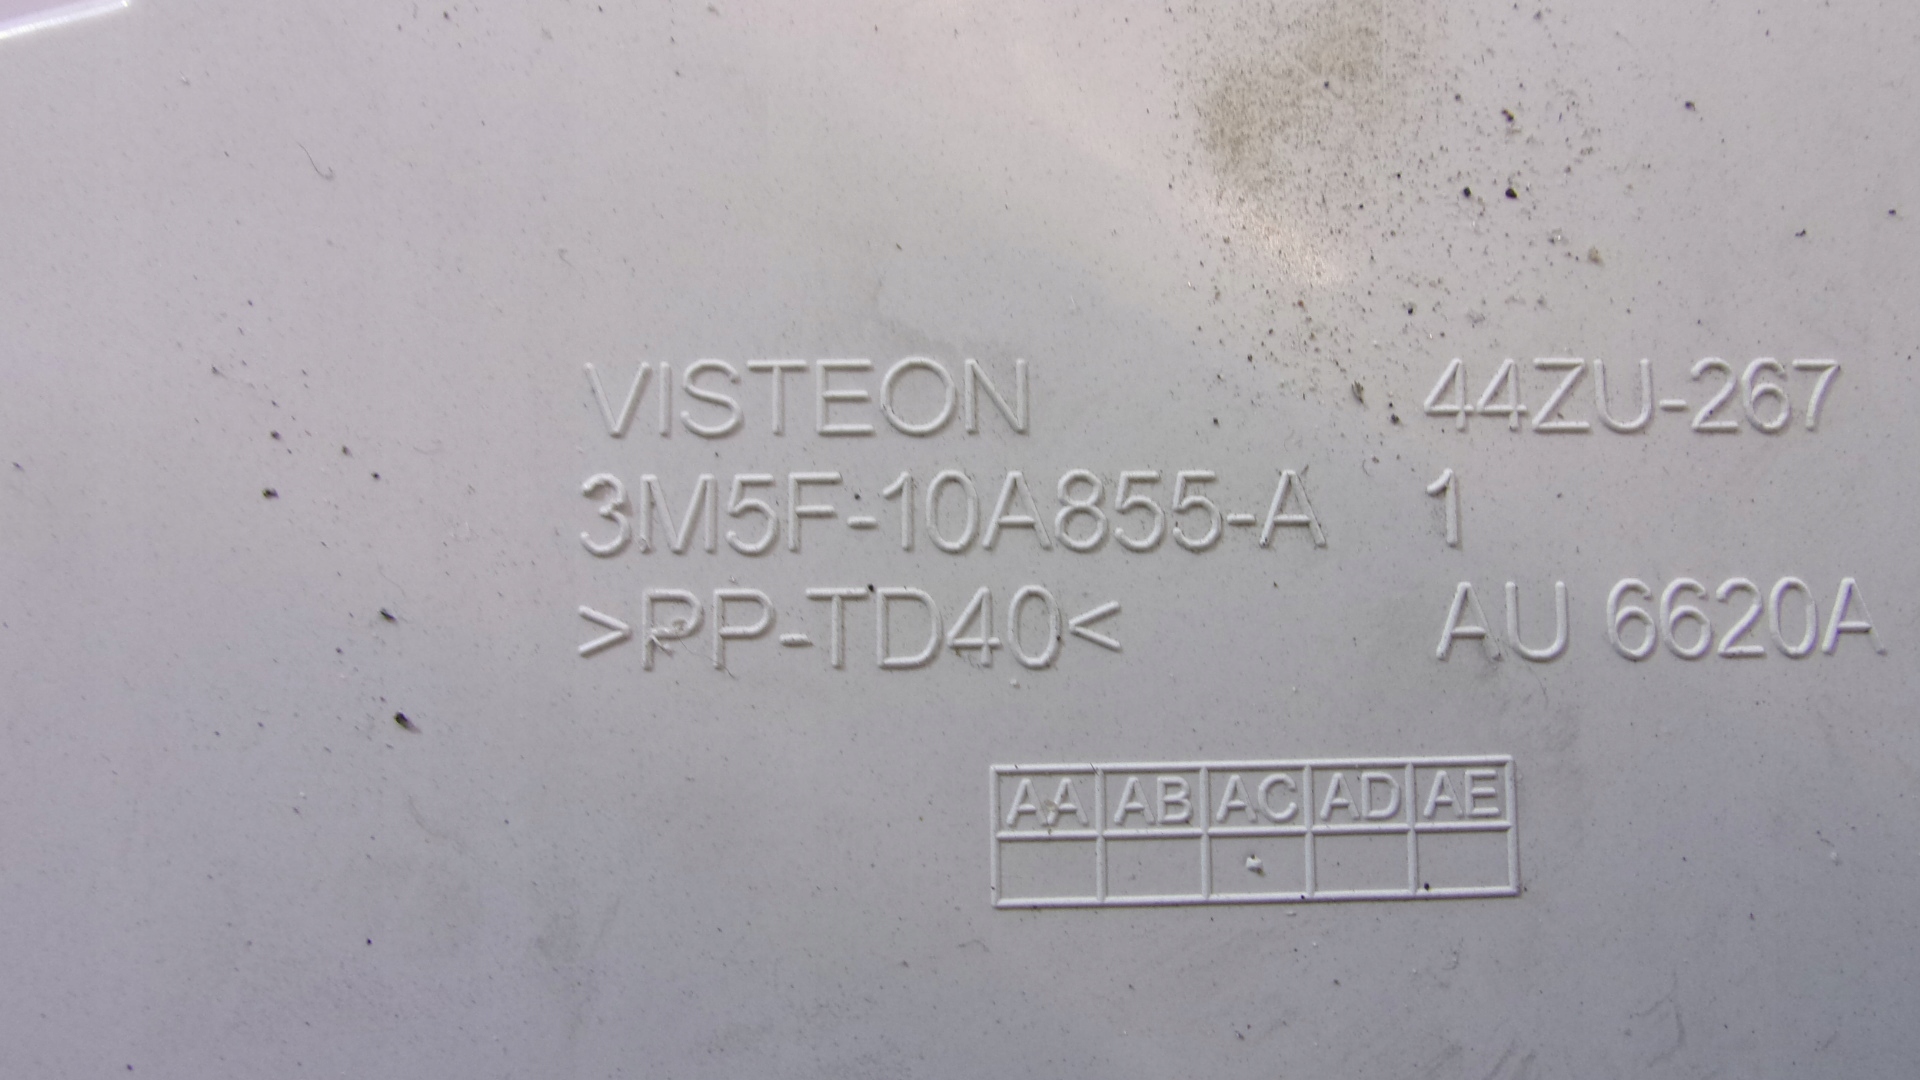 VISTEON 44ZU-267
3M5F-10A855-A 1
>PP-TD40< AU 6620A
AA AB AC AD AE